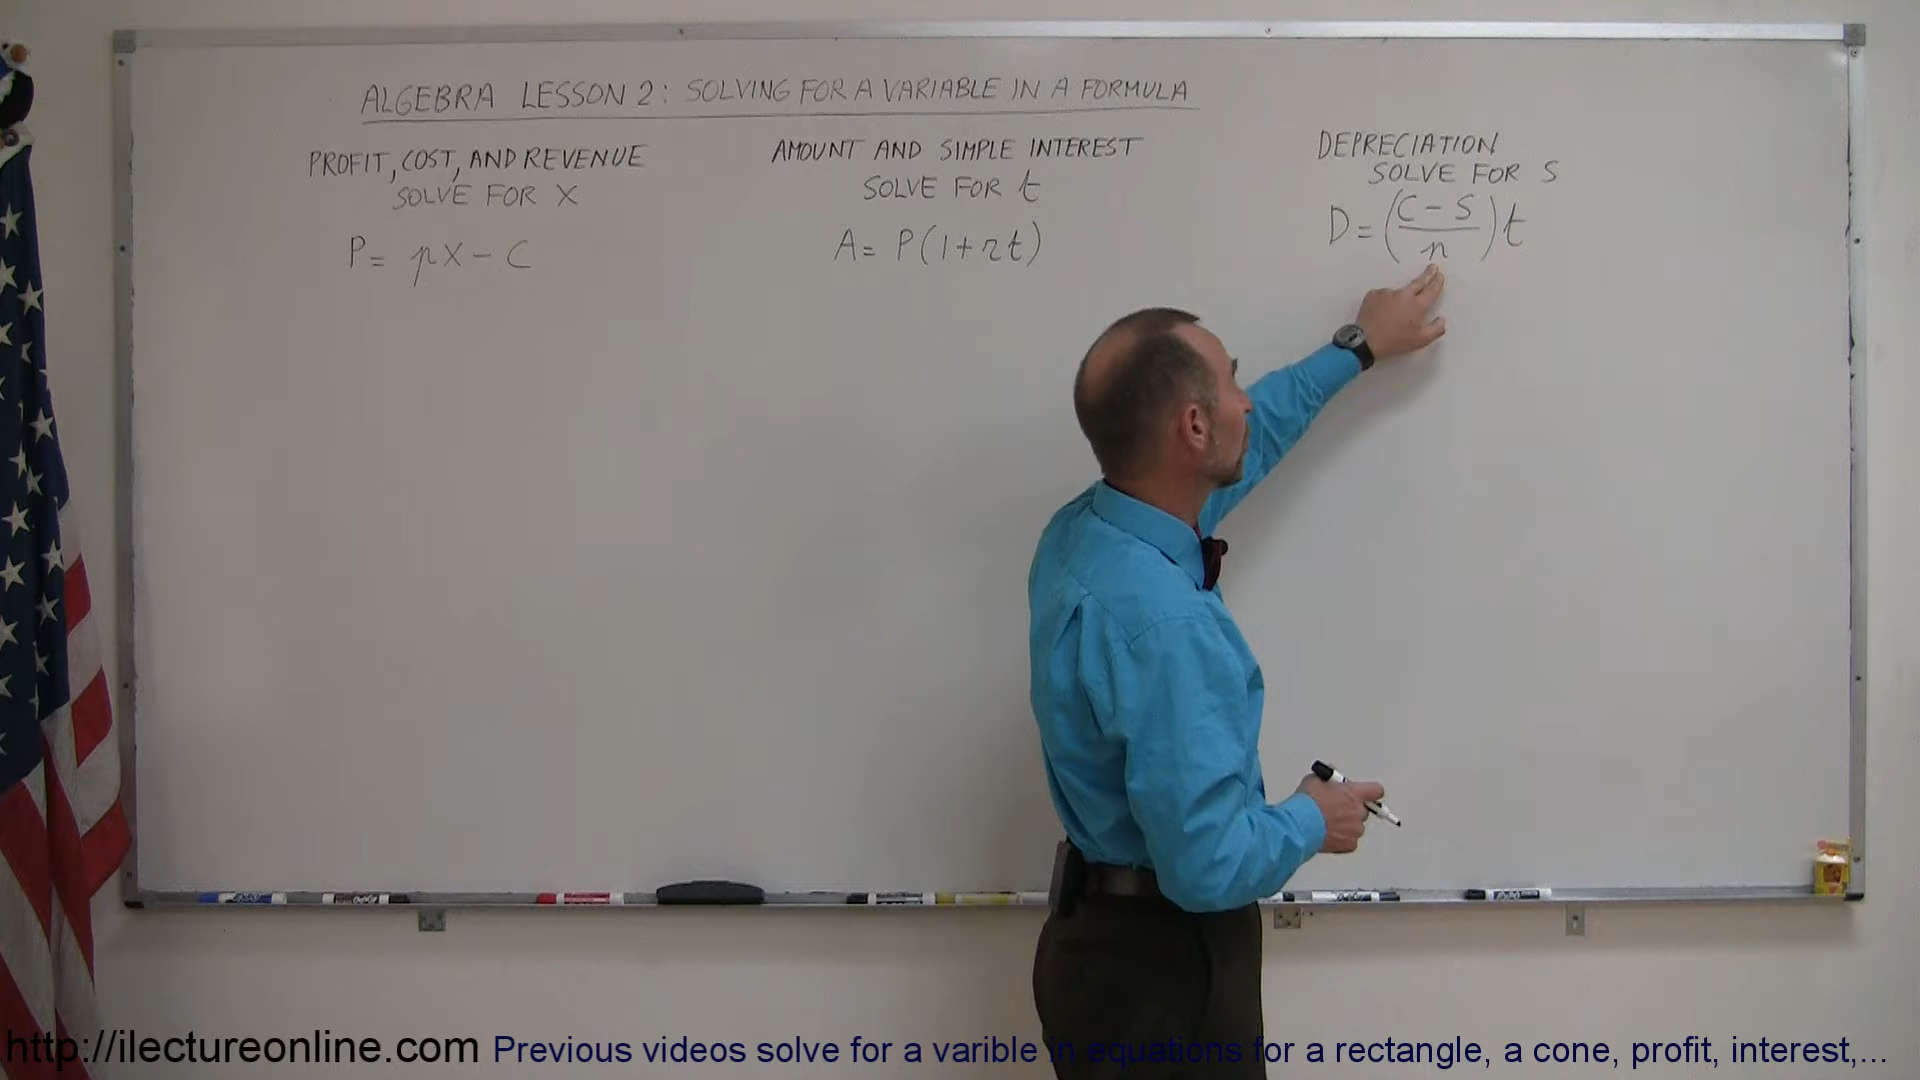 ALGEBRA LESSON 2: SOLVING FOR A VARIABLE IN A FORMULA
PROFIT, COST, AND REVENUE
SOLVE FOR X
P = pX - C
AMOUNT AND SIMPLE INTEREST
SOLVE FOR t
A = P(1+rt)
DEPRECIATION
SOLVE FOR S
D = (C - S / n) t
http://ilectureonline.com Previous videos solve for a varible in equations for a rectangle, a cone, profit, interest,...